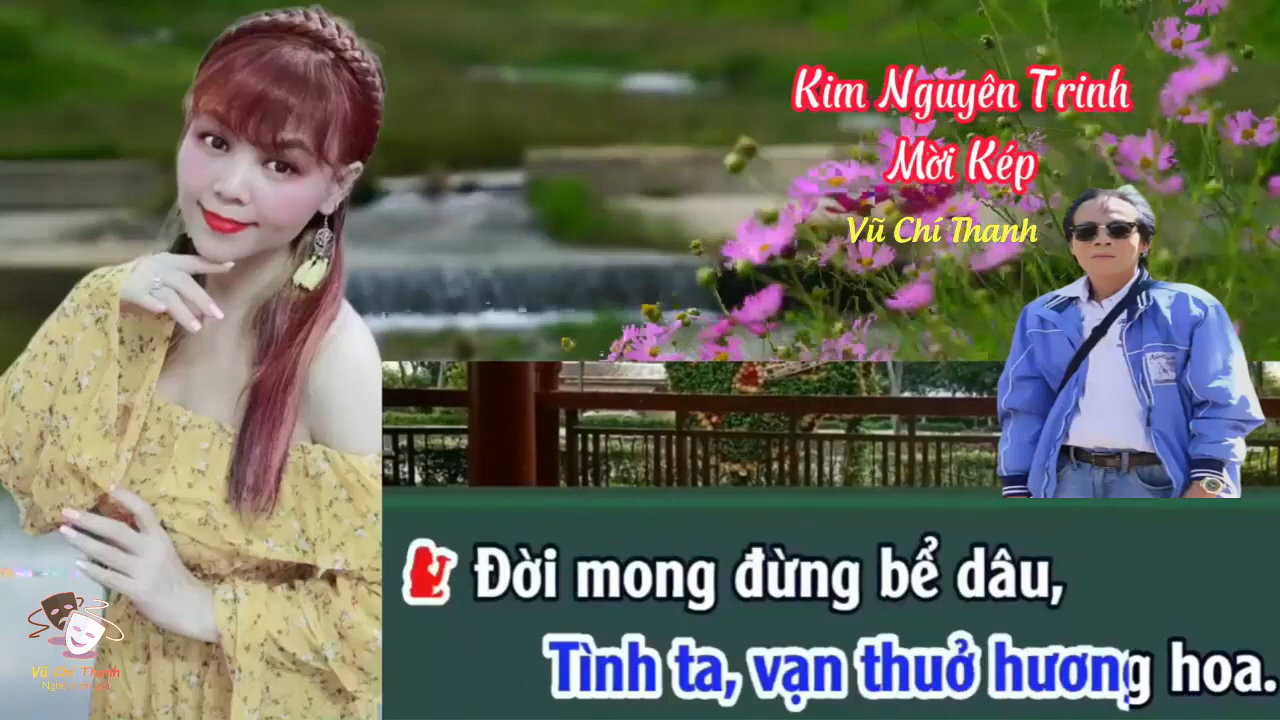 Kim Nguyên Trinh
Mời Kép
Vũ Chí Thanh
Đời mong đừng bể dâu,
Tình ta, vạn thuở hương hoa.
Vũ Chí Thanh